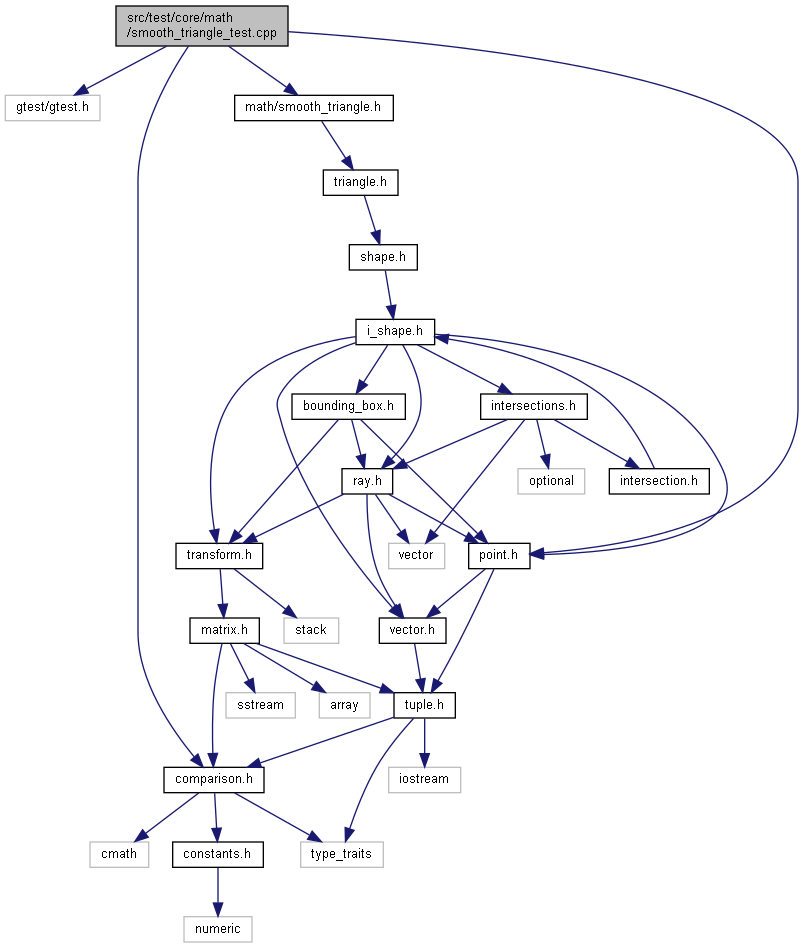 src/test/core/math
/smooth_triangle_test.cpp
gtest/gtest.h
math/smooth_triangle.h
triangle.h
shape.h
i_shape.h
bounding_box.h
intersections.h
ray.h
optional
intersection.h
transform.h
vector
point.h
matrix.h
stack
vector.h
sstream
array
tuple.h
comparison.h
iostream
cmath
constants.h
type_traits
numeric